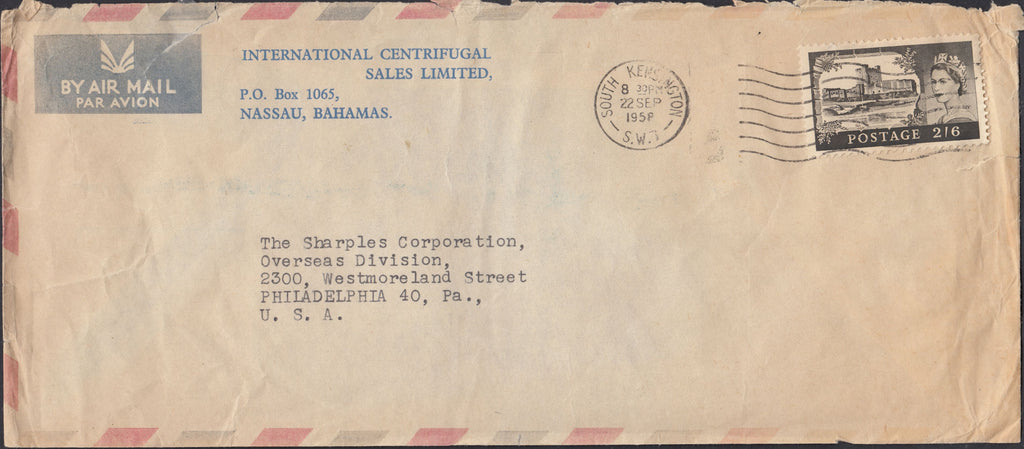 BY AIR MAIL
PAR AVION
INTERNATIONAL CENTRIFUGAL
SALES LIMITED,
P.O. Box 1065,
NASSAU, BAHAMAS.
SOUTH KENSINGTON
8 30PM
22 SEP
1958
S.W.7
POSTAGE 2/6
The Sharples Corporation,
Overseas Division,
2300, Westmoreland Street
PHILADELPHIA 40, Pa.,
U. S. A.